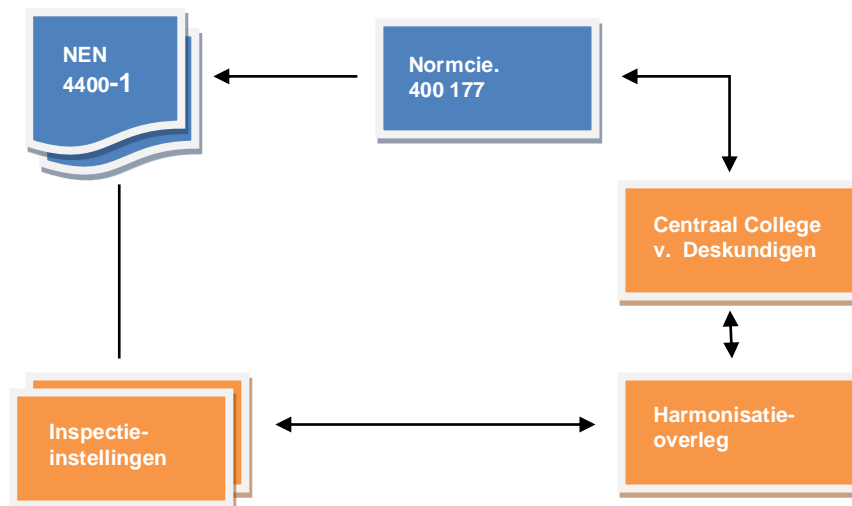 NEN
4400-1
Normcie.
400 177
Centraal College
v. Deskundigen
Inspectie-
instellingen
Harmonisatie-
overleg